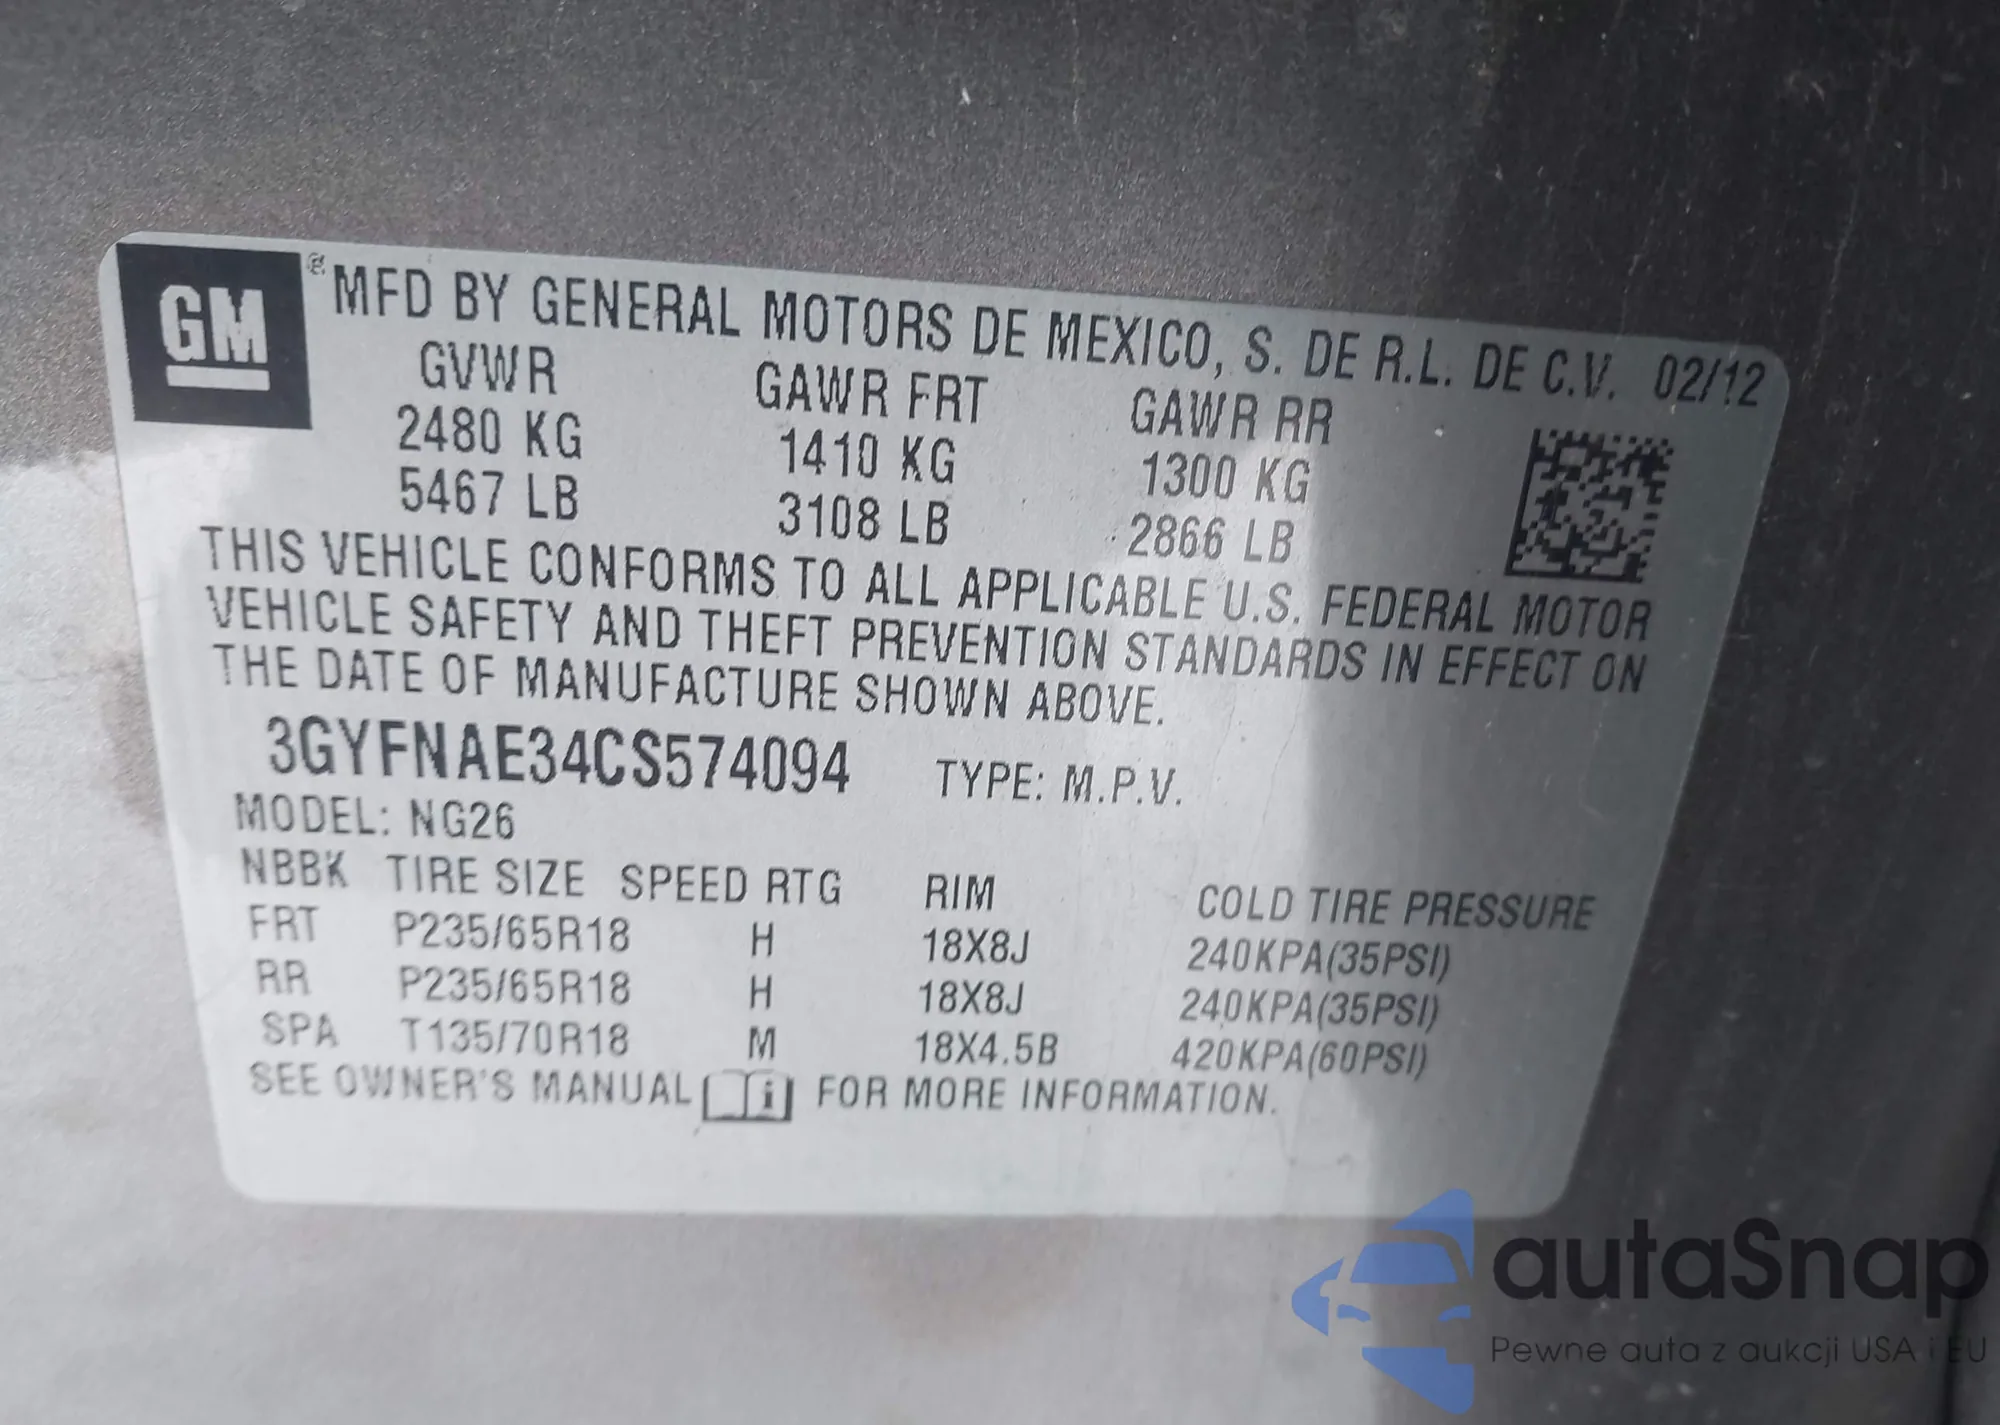 GM ® MFD BY GENERAL MOTORS DE MEXICO, S. DE R.L. DE C.V. 02/12
GVWR GAWR FRT GAWR RR
2480 KG 1410 KG 1300 KG
5467 LB 3108 LB 2866 LB
THIS VEHICLE CONFORMS TO ALL APPLICABLE U.S. FEDERAL MOTOR
VEHICLE SAFETY AND THEFT PREVENTION STANDARDS IN EFFECT ON
THE DATE OF MANUFACTURE SHOWN ABOVE.
3GYFNAE34CS574094 TYPE: M.P.V.
MODEL: NG26
NBBK TIRE SIZE SPEED RTG RIM COLD TIRE PRESSURE
FRT P235/65R18 H 18X8J 240KPA(35PSI)
RR P235/65R18 H 18X8J 240KPA(35PSI)
SPA T135/70R18 M 18X4.5B 420KPA(60PSI)
SEE OWNER'S MANUAL i FOR MORE INFORMATION.
autaSnap
Pewne auta z aukcji USA i EU